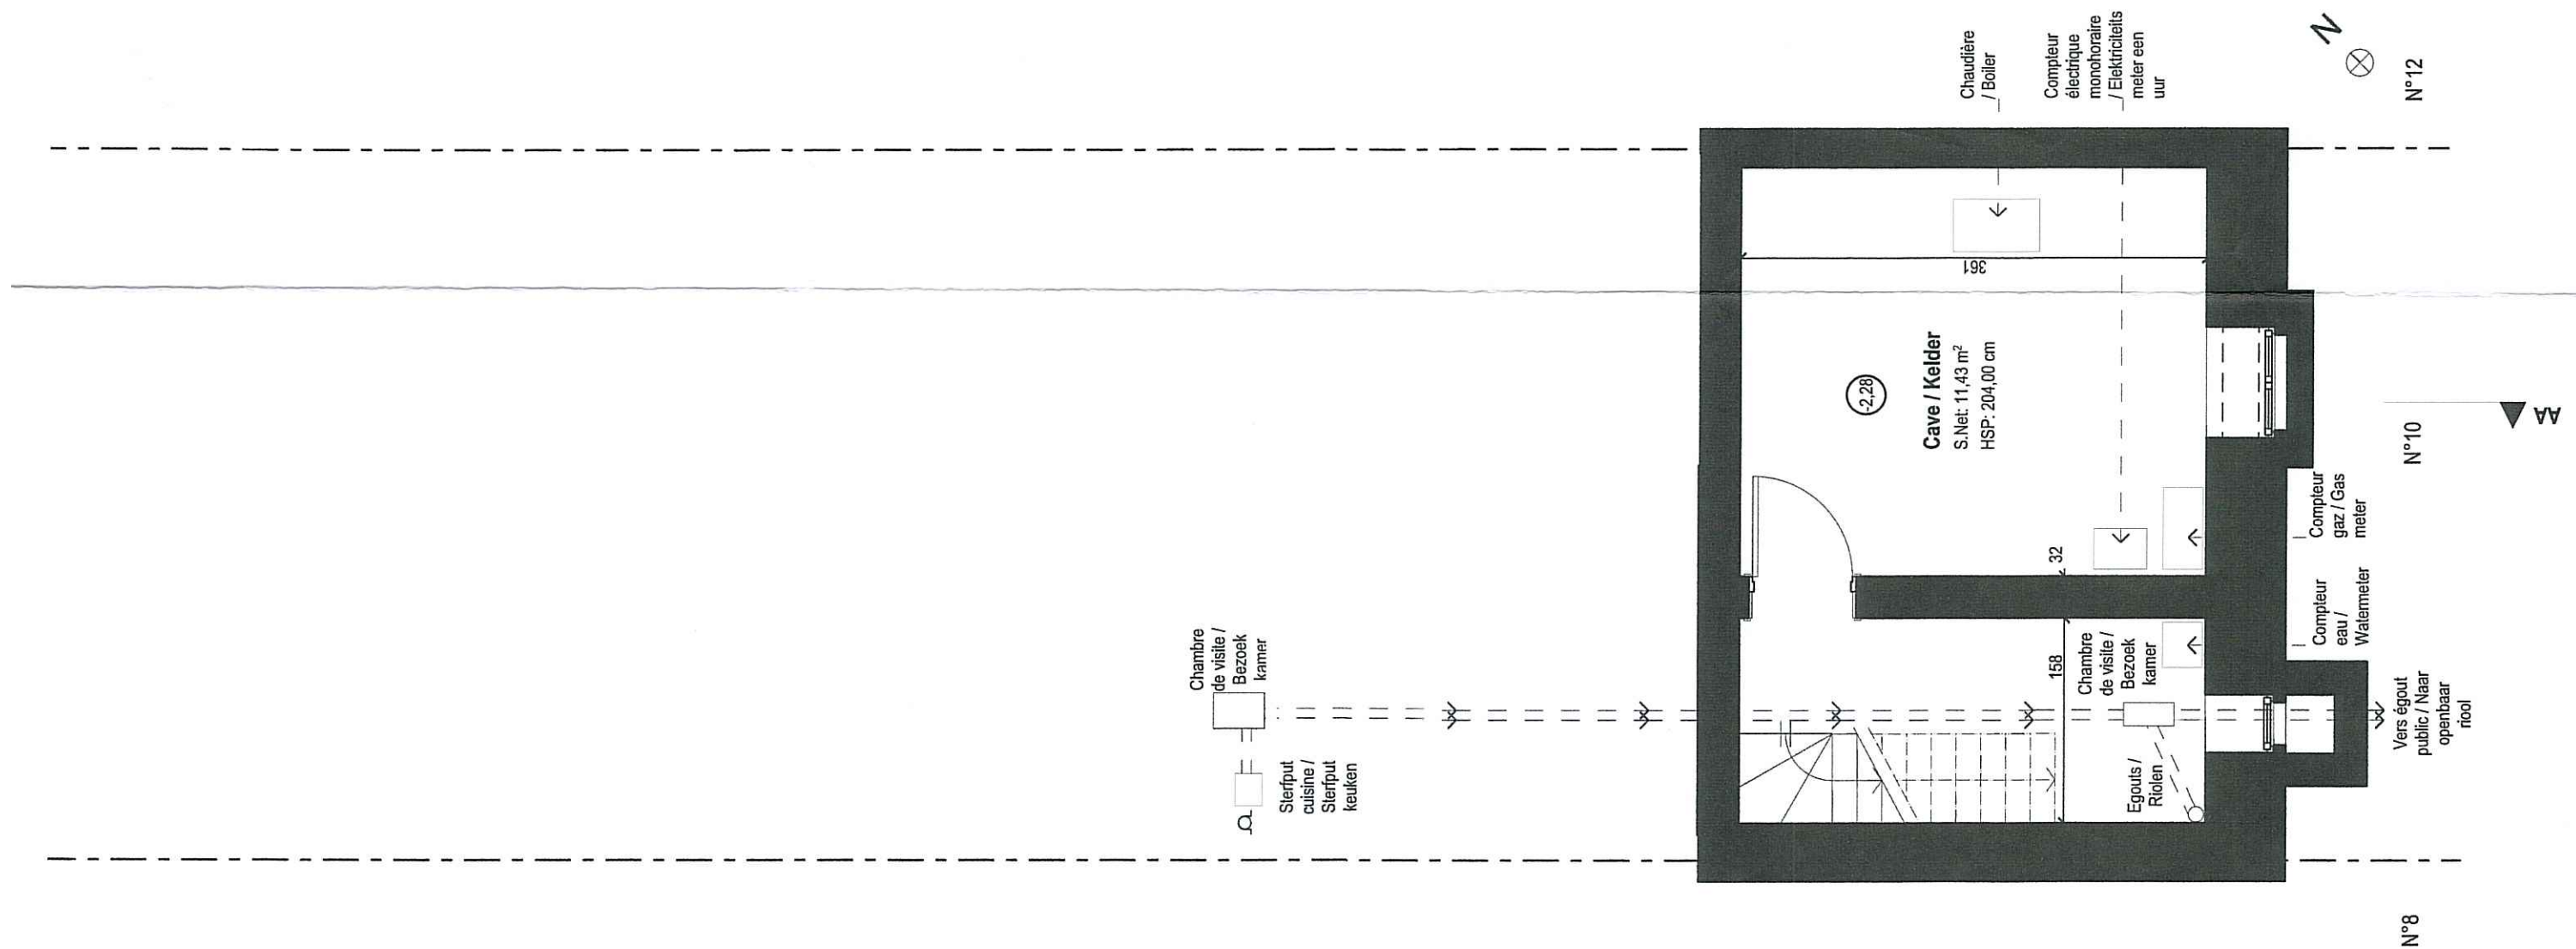 Chambre
de visite /
Bezoek
kamer
Sterfput
cuisine /
Sterfput
keuken
Chaudière
/ Boiler
Compteur
électrique
monohoraire
/ Elektriciteits
meter een
uur
N
N°12
361
-2,28
Cave / Kelder
S.Net: 11,43 m²
HSP: 204,00 cm
32
158
Chambre
de visite /
Bezoek
kamer
Egouts /
Riolen
N°10
AA
Compteur
gaz / Gas
meter
Compteur
eau /
Watermeter
Vers égout
public / Naar
openbaar
riool
N°8